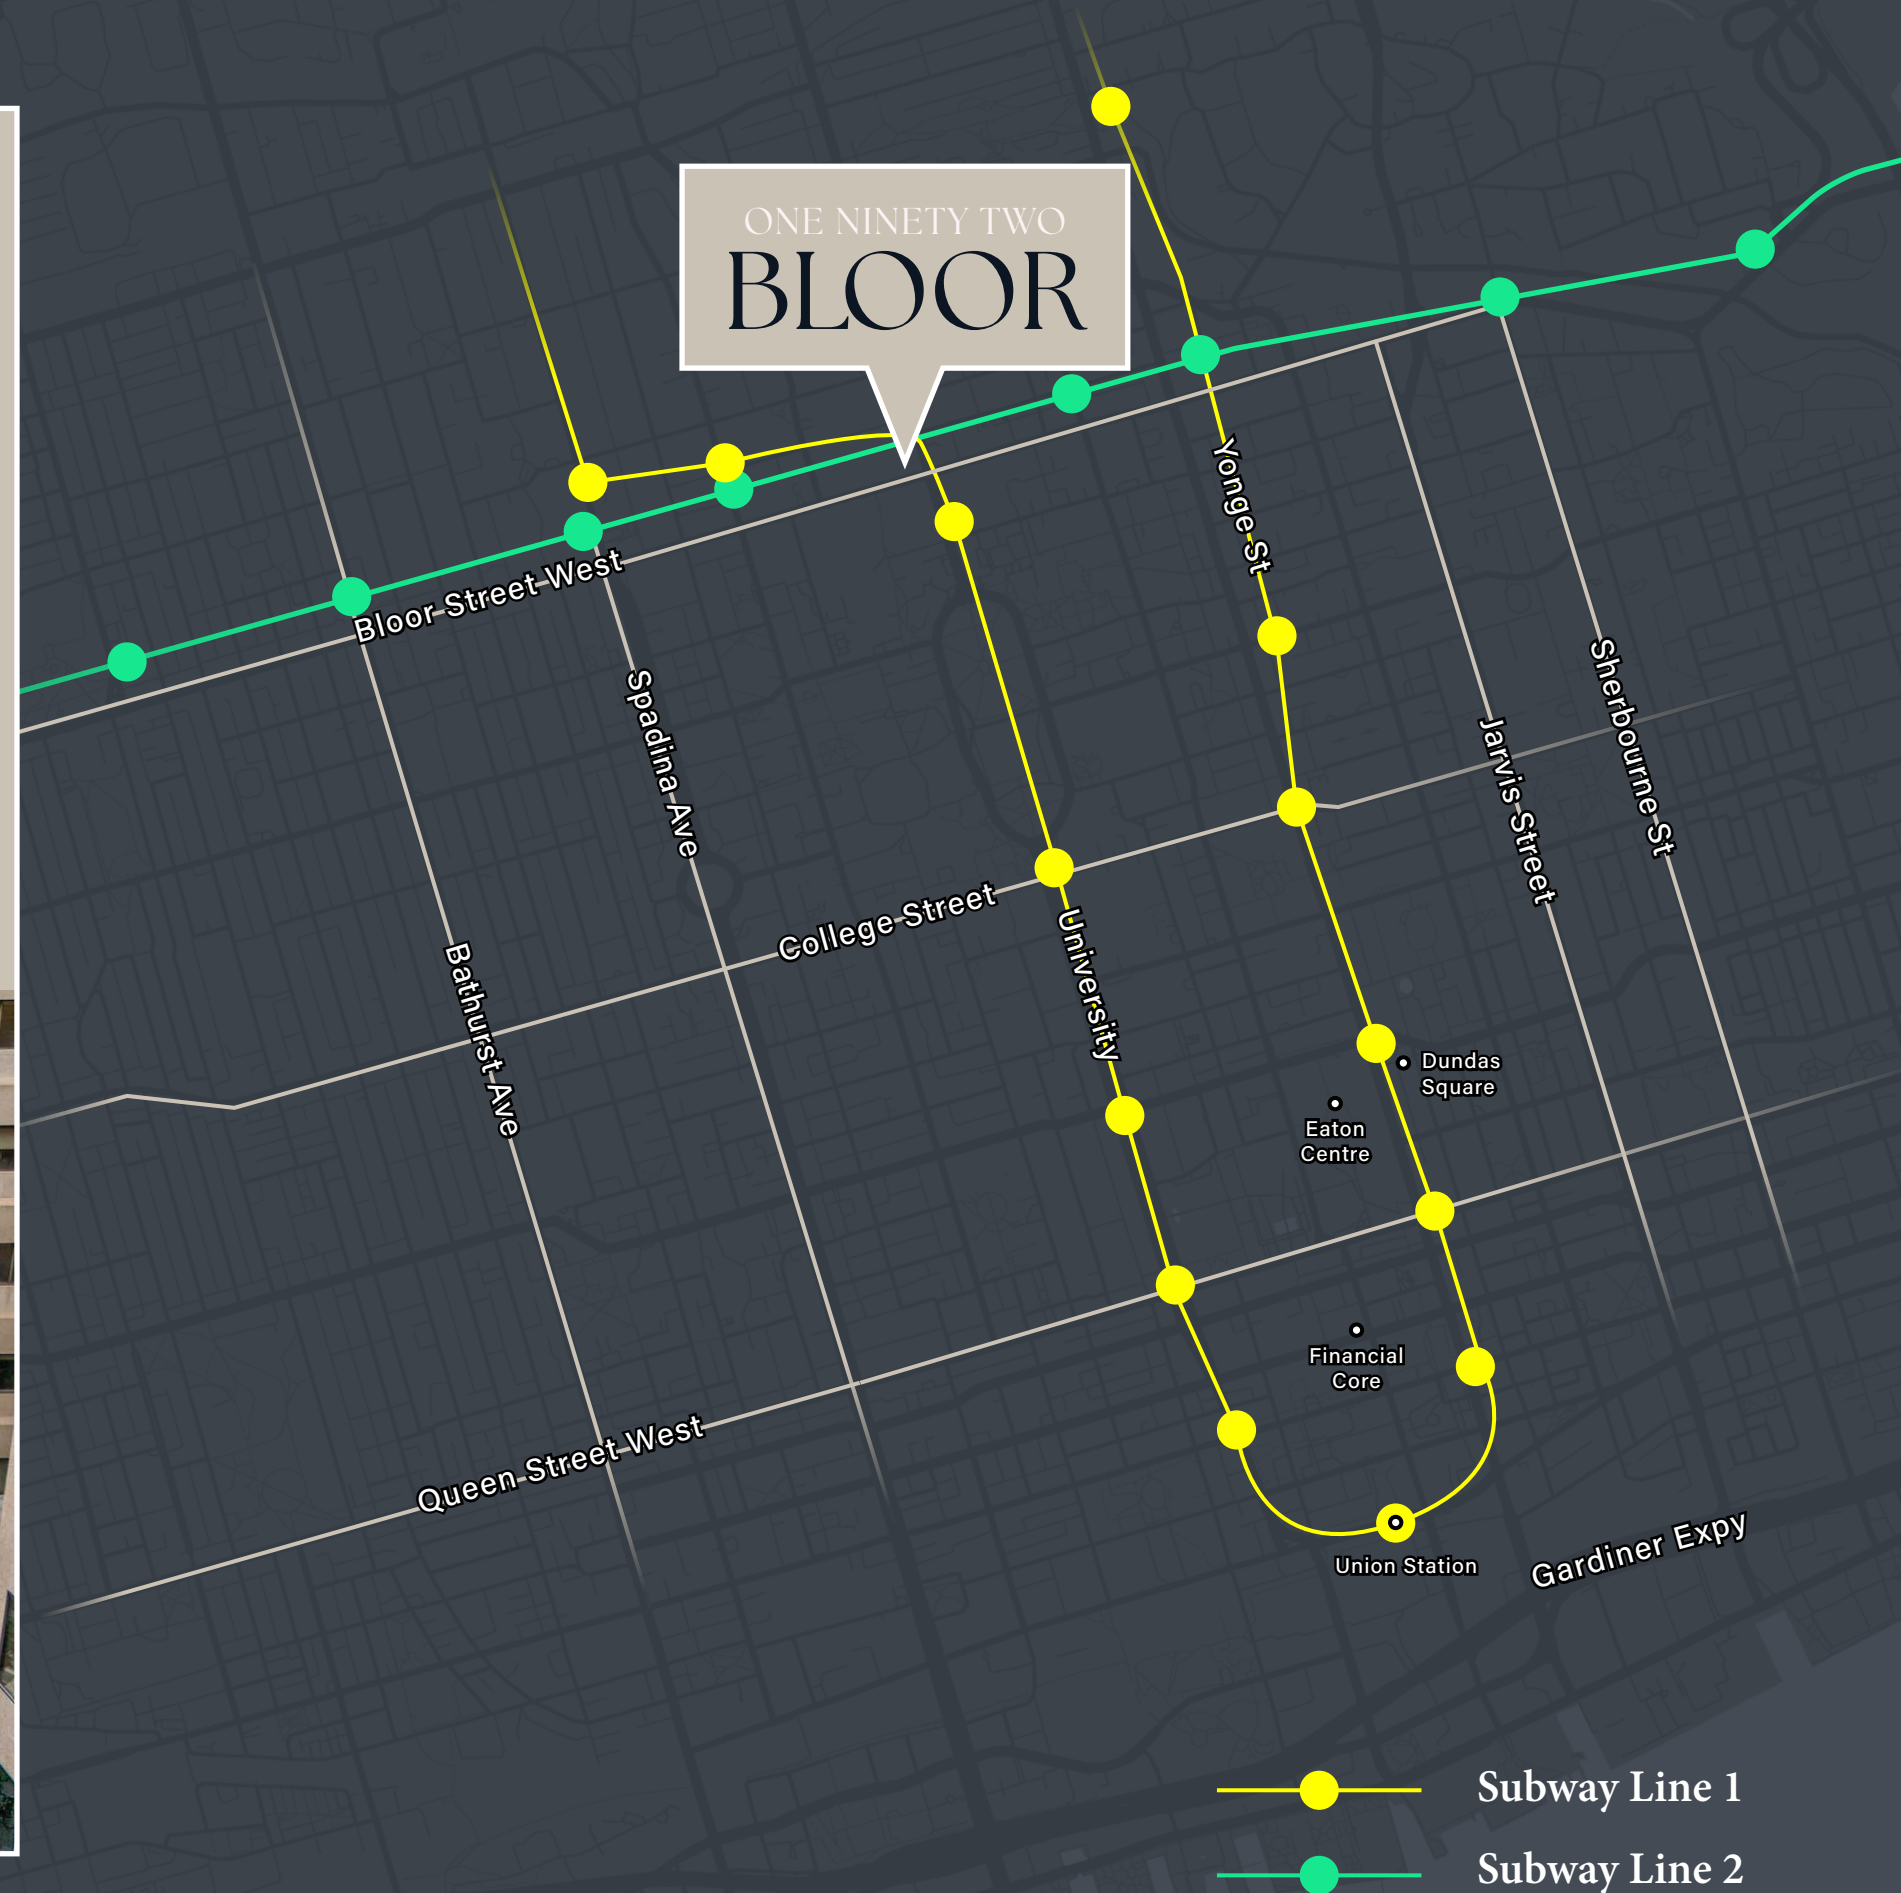 ONE NINETY TWO
BLOOR
Yonge St
Bloor Street West
Spadina Ave
Sherbourne St
Jarvis Street
College Street
University
Bathurst Ave
Dundas
Square
Eaton
Centre
Financial
Core
Queen Street West
Union Station
Gardiner Expy
Subway Line 1
Subway Line 2